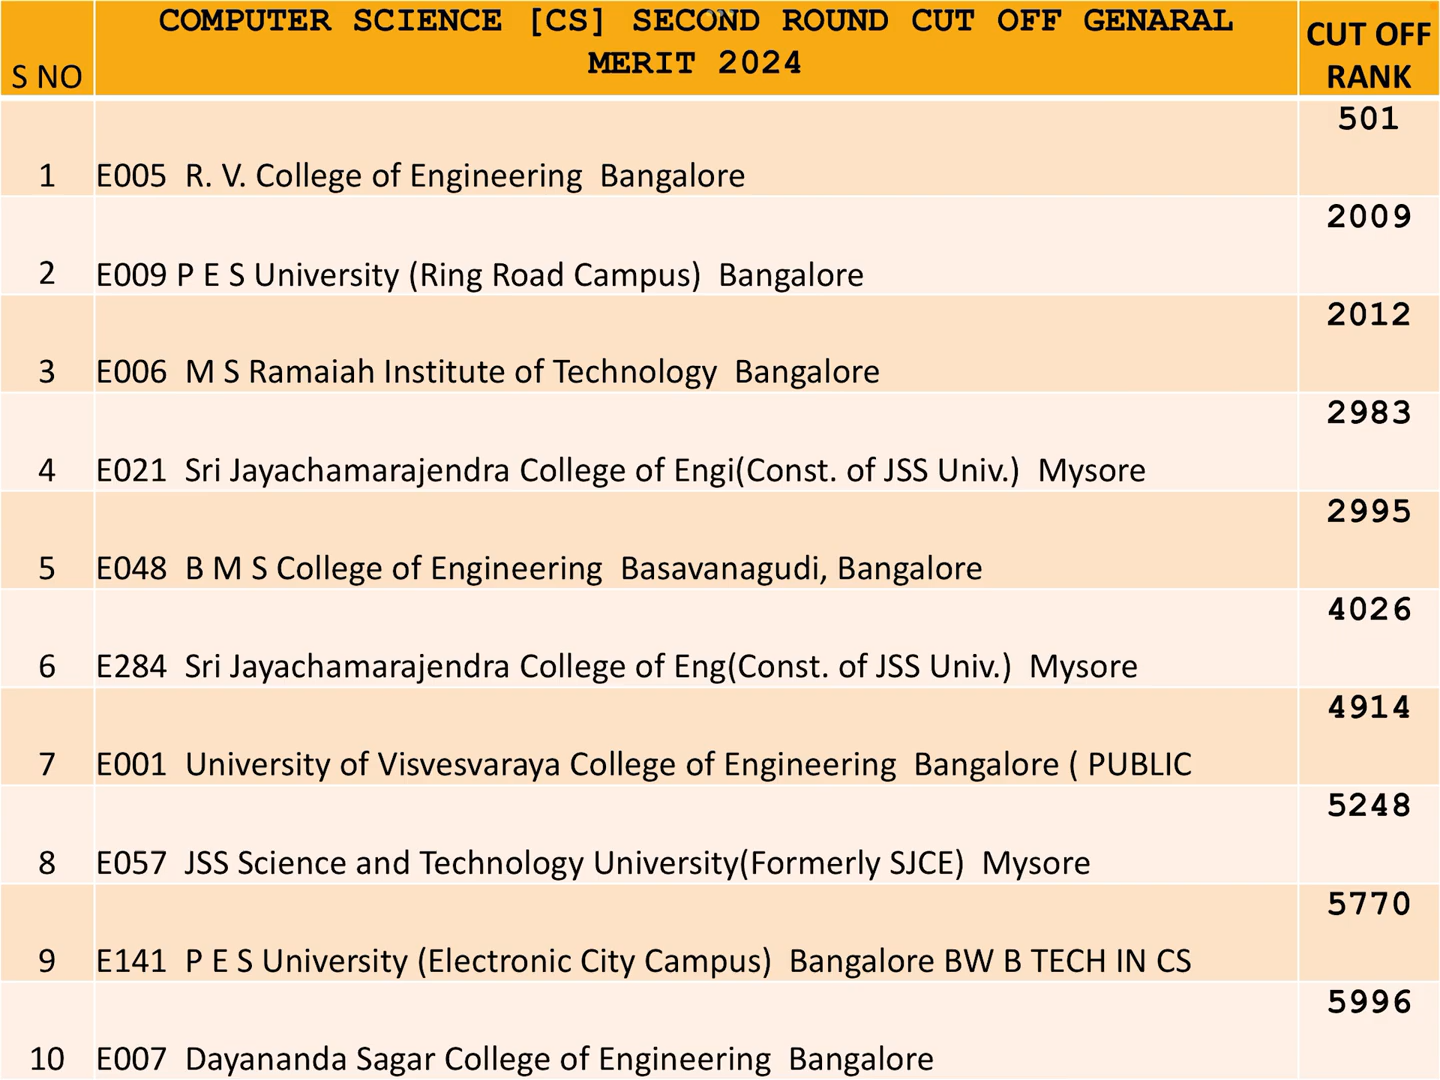 S NO COMPUTER SCIENCE [CS] SECOND ROUND CUT OFF GENARAL MERIT 2024 CUT OFF RANK
1 E005 R. V. College of Engineering Bangalore 501
2 E009 P E S University (Ring Road Campus) Bangalore 2009
3 E006 M S Ramaiah Institute of Technology Bangalore 2012
4 E021 Sri Jayachamarajendra College of Engi(Const. of JSS Univ.) Mysore 2983
5 E048 B M S College of Engineering Basavanagudi, Bangalore 2995
6 E284 Sri Jayachamarajendra College of Eng(Const. of JSS Univ.) Mysore 4026
7 E001 University of Visvesvaraya College of Engineering Bangalore ( PUBLIC 4914
8 E057 JSS Science and Technology University(Formerly SJCE) Mysore 5248
9 E141 P E S University (Electronic City Campus) Bangalore BW B TECH IN CS 5770
10 E007 Dayananda Sagar College of Engineering Bangalore 5996